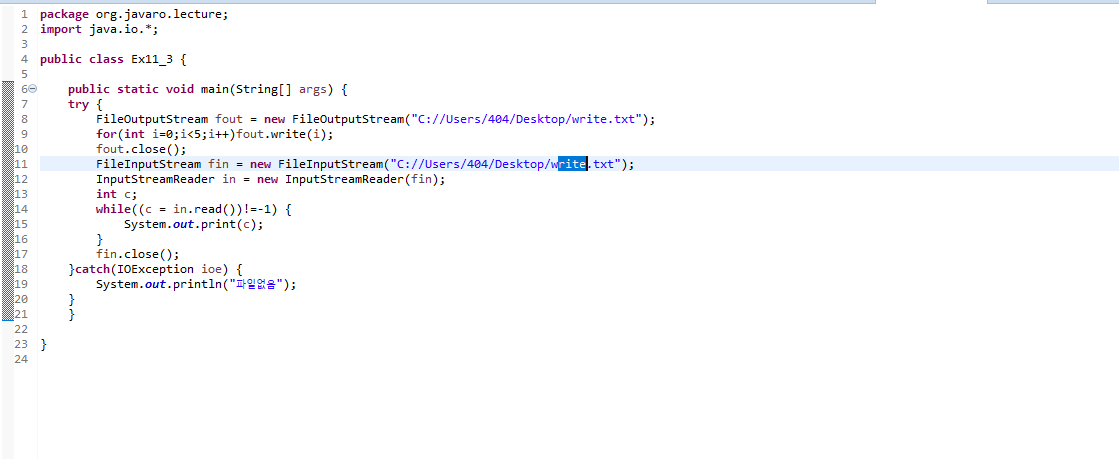 1 package org.javaro.lecture;
2 import java.io.*;
3
4 public class Ex11_3 {
5
6 public static void main(String[] args) {
7 try {
8 FileOutputStream fout = new FileOutputStream("C://Users/404/Desktop/write.txt");
9 for(int i=0;i<5;i++)fout.write(i);
10 fout.close();
11 FileInputStream fin = new FileInputStream("C://Users/404/Desktop/write.txt");
12 InputStreamReader in = new InputStreamReader(fin);
13 int c;
14 while((c = in.read())!=-1) {
15 System.out.print(c);
16 }
17 fin.close();
18 }catch(IOException ioe) {
19 System.out.println("파일없음");
20 }
21 }
22
23 }
24